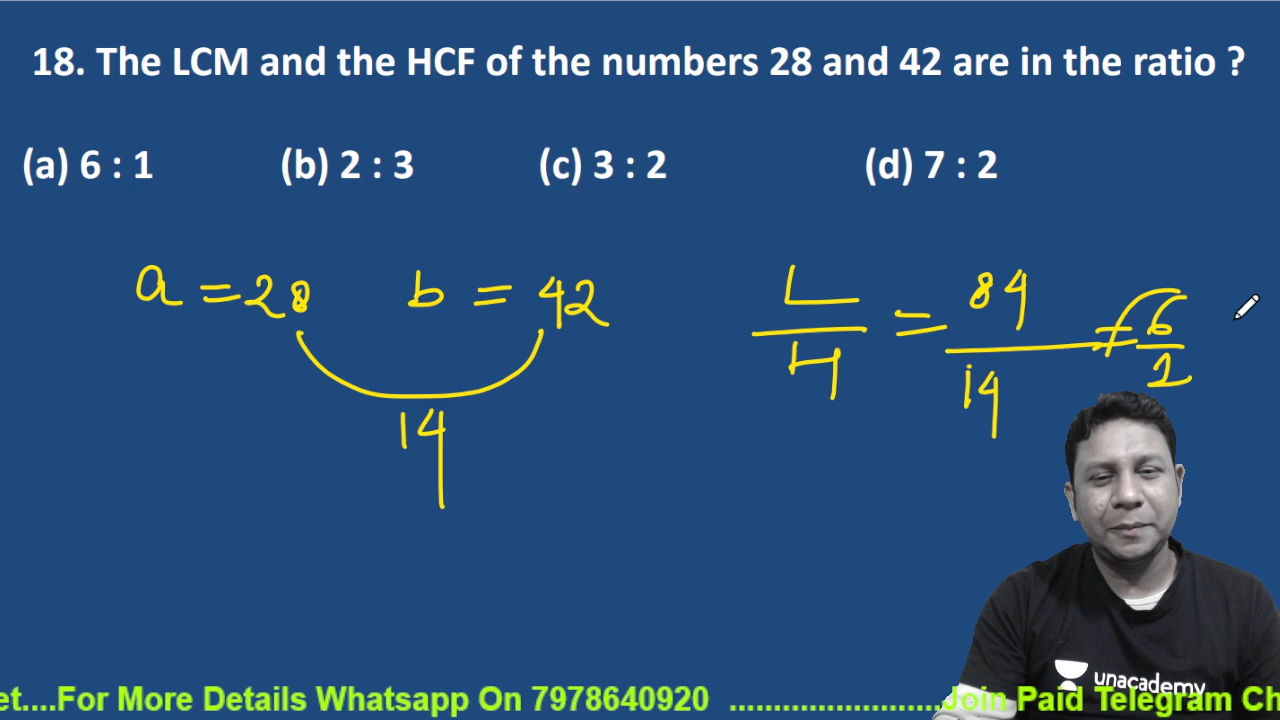 18. The LCM and the HCF of the numbers 28 and 42 are in the ratio ?
(a) 6 : 1 (b) 2 : 3 (c) 3 : 2 (d) 7 : 2
a = 28 b = 42
14
L/H = 84/14 = 6/2
unacademy
et....For More Details Whatsapp On 7978640920 ........................Join Paid Telegram Ch